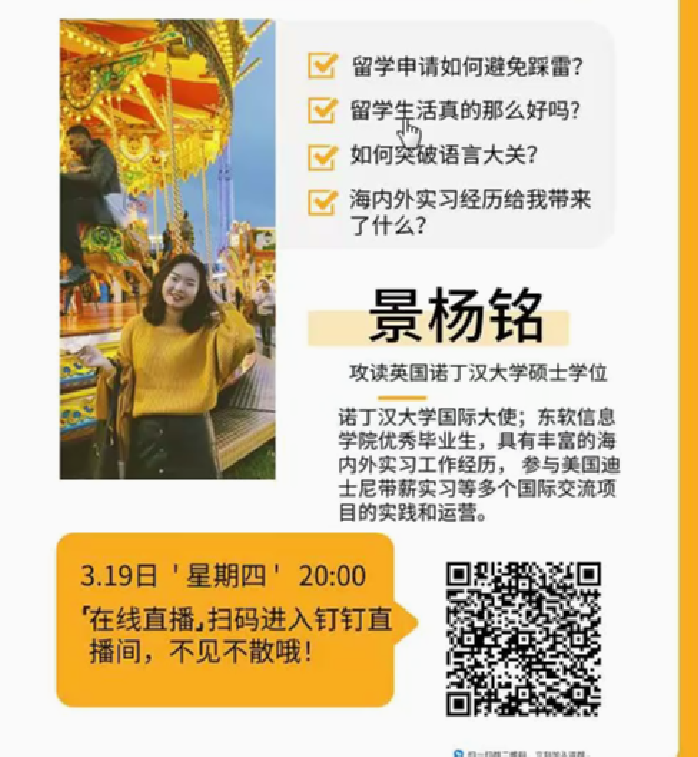 留学申请如何避免踩雷？
留学生活真的那么好吗？
如何突破语言大关？
海内外实习经历给我带来
了什么？
景杨铭
攻读英国诺丁汉大学硕士学位
诺丁汉大学国际大使；东软信息
学院优秀毕业生，具有丰富的海
内外实习工作经历， 参与美国迪
士尼带薪实习等多个国际交流项
目的实践和运营。
3.19日 '星期四' 20:00
「在线直播」扫码进入钉钉直
播间，不见不散哦！